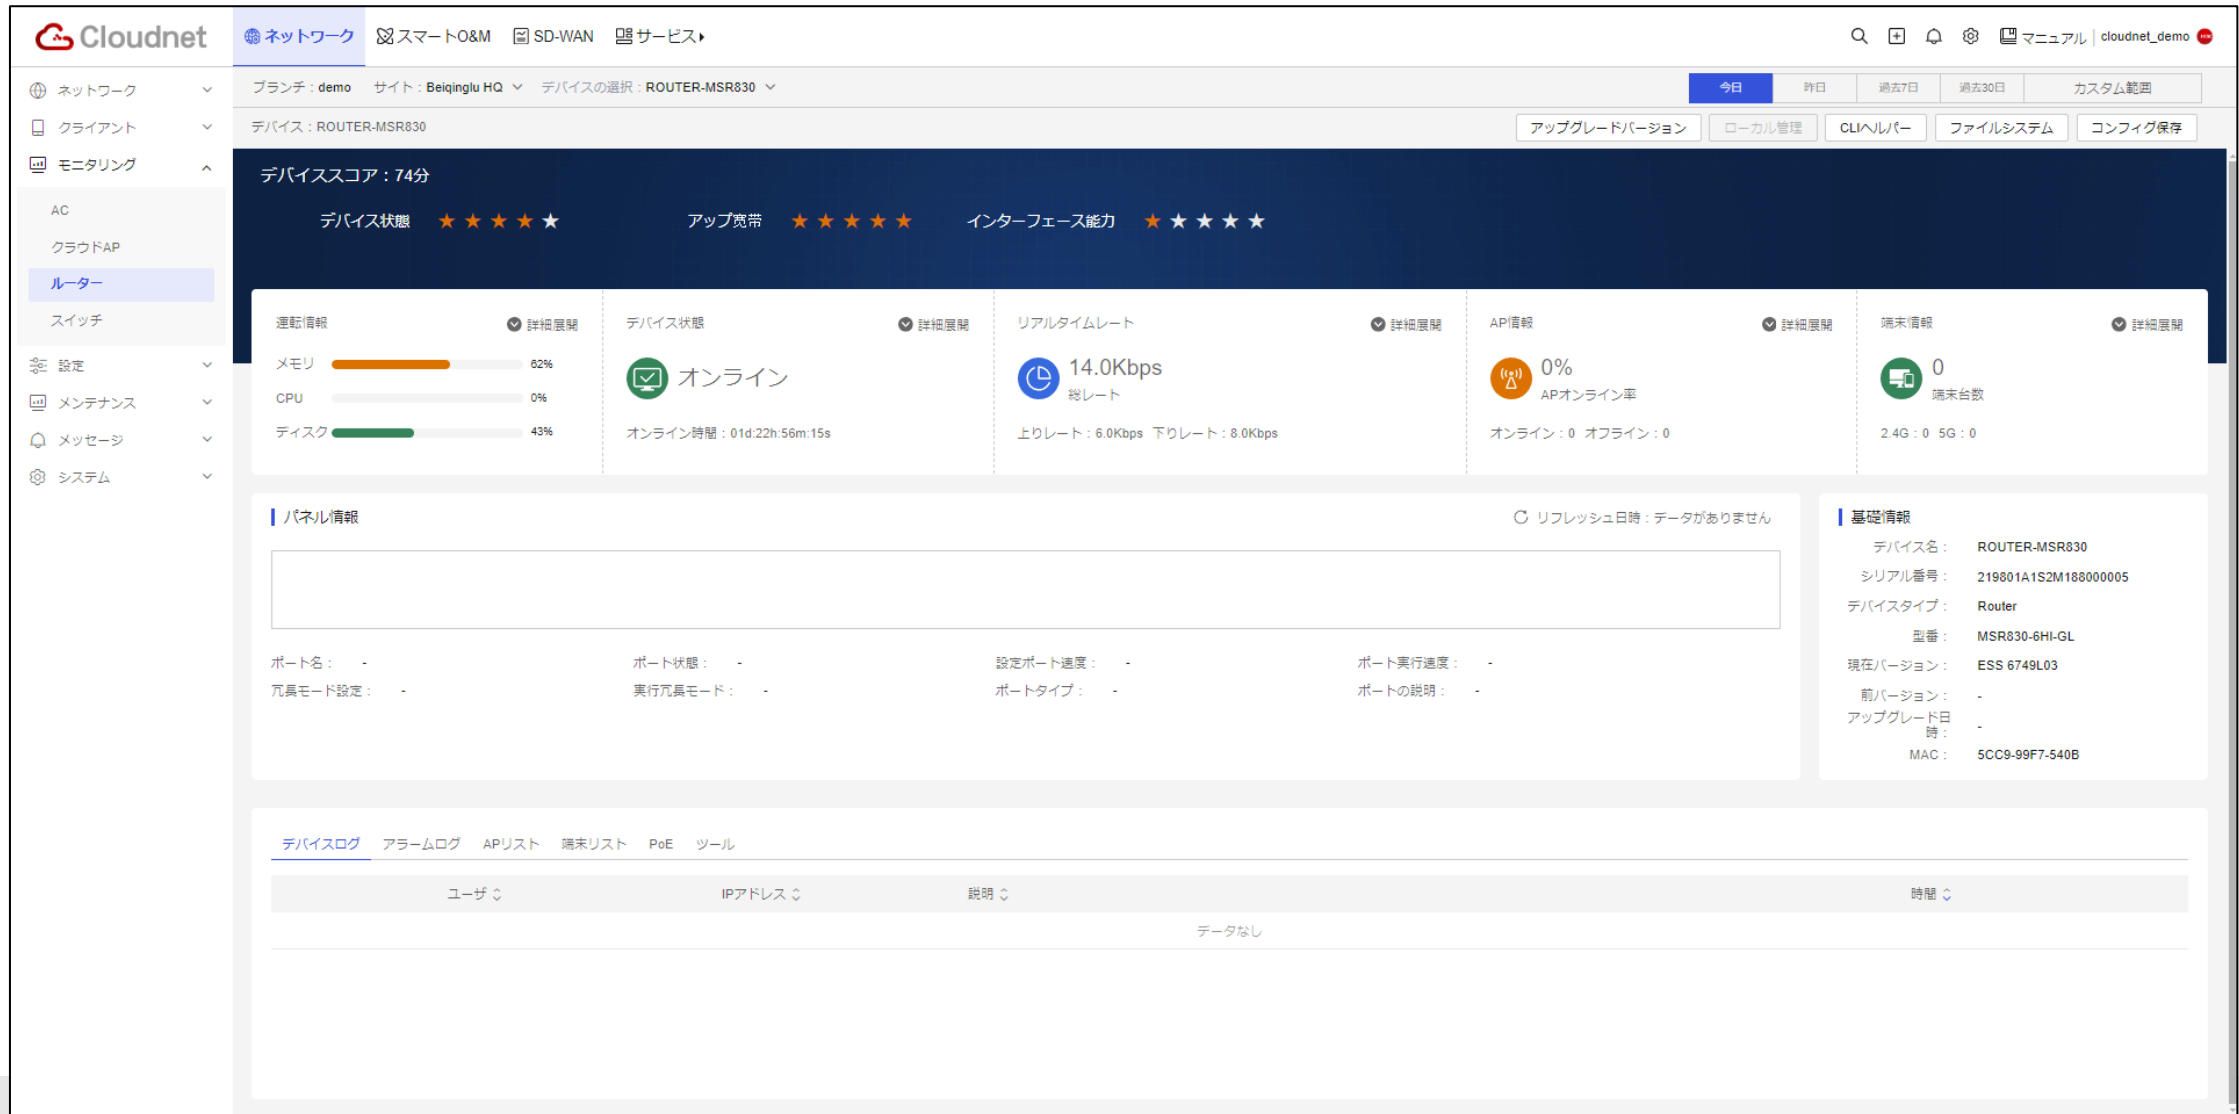 Cloudnet ネットワーク スマートO&M SD-WAN サービス マニュアル cloudnet_demo
ネットワーク
クライアント
モニタリング
AC
クラウドAP
ルーター
スイッチ
設定
メンテナンス
メッセージ
システム
ブランチ : demo サイト : Beiqinglu HQ デバイスの選択 : ROUTER-MSR830 今日 昨日 過去7日 過去30日 カスタム範囲
デバイス : ROUTER-MSR830 アップグレードバージョン ローカル管理 CLIヘルパー ファイルシステム コンフィグ保存
デバイススコア : 74分
デバイス状態 ★★★★★ アップ宽带 ★★★★★ インターフェース能力 ★★★★★
運転情報 詳細展開
メモリ 62%
CPU 0%
ディスク 43%
デバイス状態 詳細展開
オンライン
オンライン時間 : 01d:22h:56m:15s
リアルタイムレート 詳細展開
14.0Kbps
総レート
上りレート : 6.0Kbps 下りレート : 8.0Kbps
AP情報 詳細展開
0%
APオンライン率
オンライン : 0 オフライン : 0
端末情報 詳細展開
0
端末台数
2.4G : 0 5G : 0
パネル情報 リフレッシュ日時 : データがありません
ポート名 : - ポート状態 : - 設定ポート速度 : - ポート実行速度 : -
冗長モード設定 : - 実行冗長モード : - ポートタイプ : - ポートの説明 : -
基礎情報
デバイス名 : ROUTER-MSR830
シリアル番号 : 219801A1S2M188000005
デバイスタイプ : Router
型番 : MSR830-6HI-GL
現在バージョン : ESS 6749L03
前バージョン : -
アップグレード日
時 : -
MAC : 5CC9-99F7-540B
デバイスログ アラームログ APリスト 端末リスト PoE ツール
ユーザ IPアドレス 説明 時間
データなし